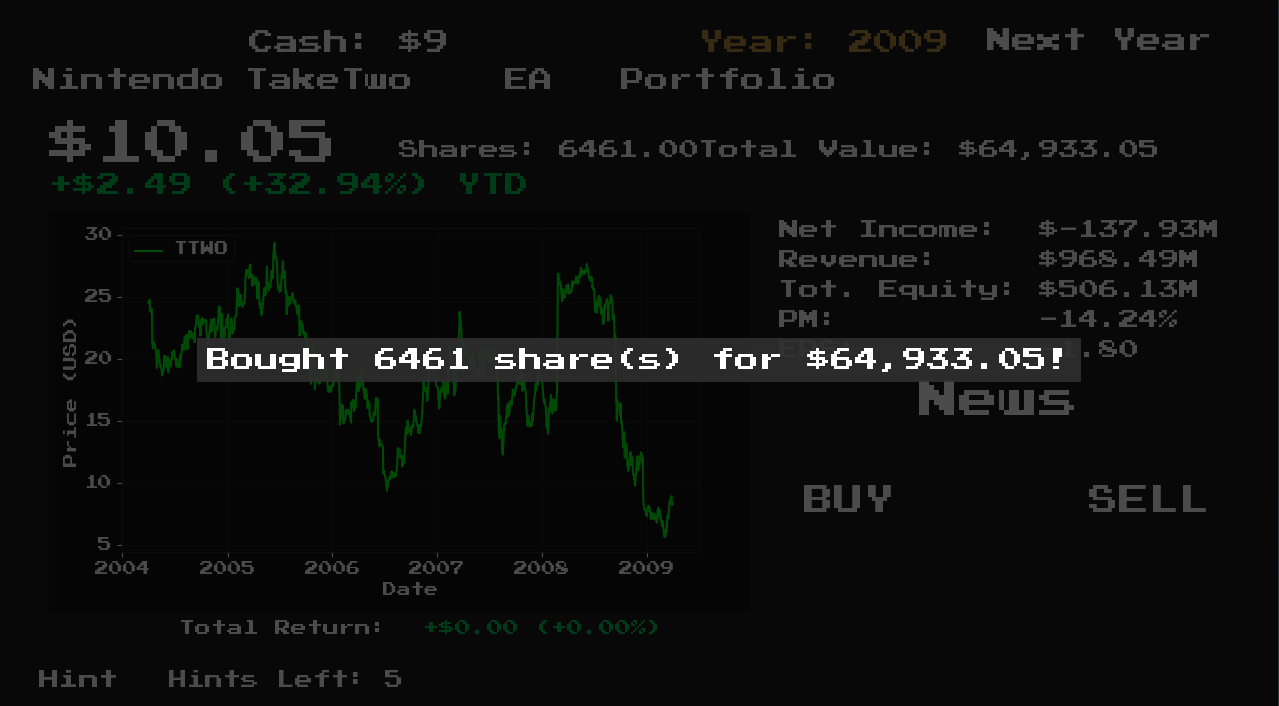 Cash: $9 Year: 2009 Next Year
Nintendo TakeTwo EA Portfolio
$10.05 Shares: 6461.00Total Value: $64,933.05
+$2.49 (+32.94%) YTD
Net Income: $-137.93M
Revenue: $968.49M
Tot. Equity: $506.13M
PM: -14.24%
Bought 6461 share(s) for $64,933.05!
News
BUY SELL
TTWO
30
25
20
15
10
5
Price (USD)
2004 2005 2006 2007 2008 2009
Date
Total Return: +$0.00 (+0.00%)
Hint Hints Left: 5